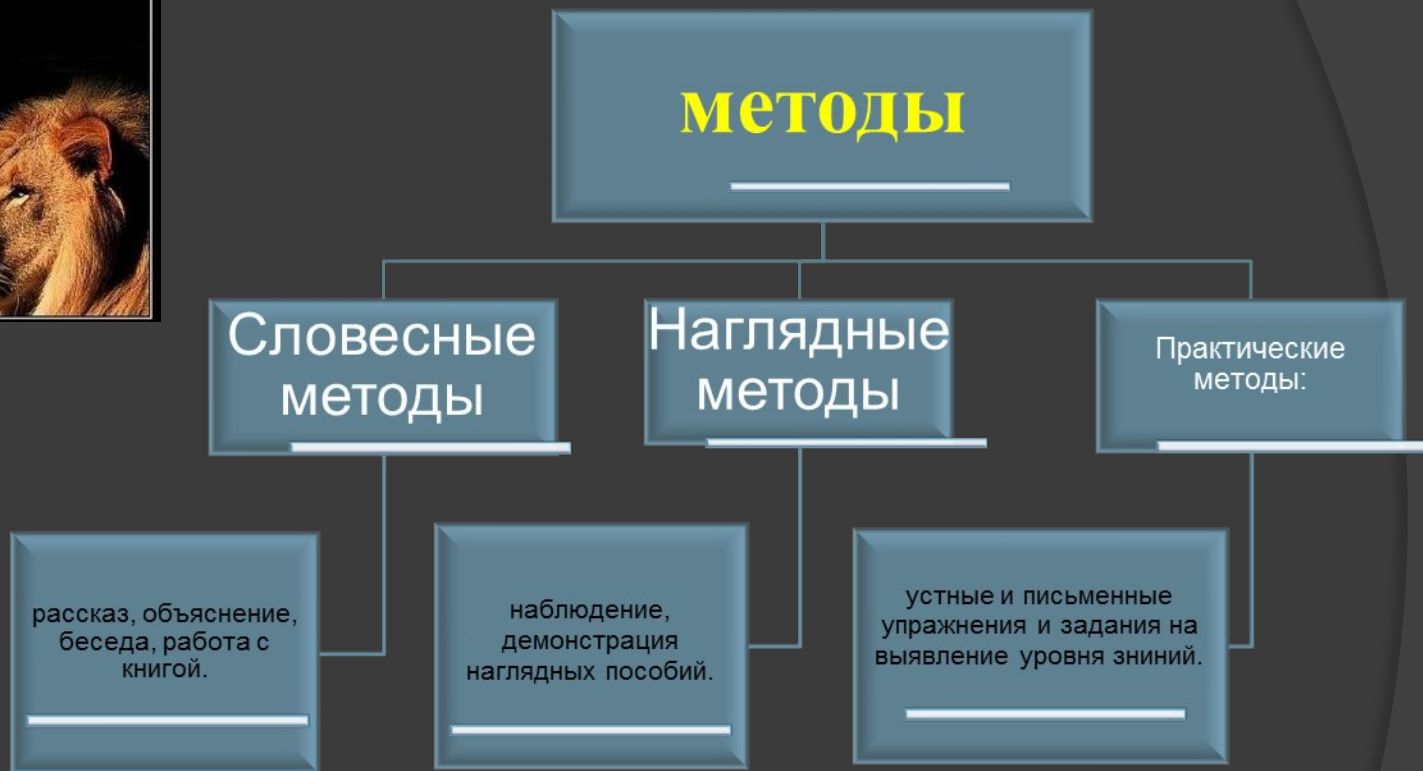 методы
Словесные
методы
Наглядные
методы
Практические
методы:
рассказ, объяснение,
беседа, работа с
книгой.
наблюдение,
демонстрация
наглядных пособий.
устные и письменные
упражнения и задания на
выявление уровня зниний.